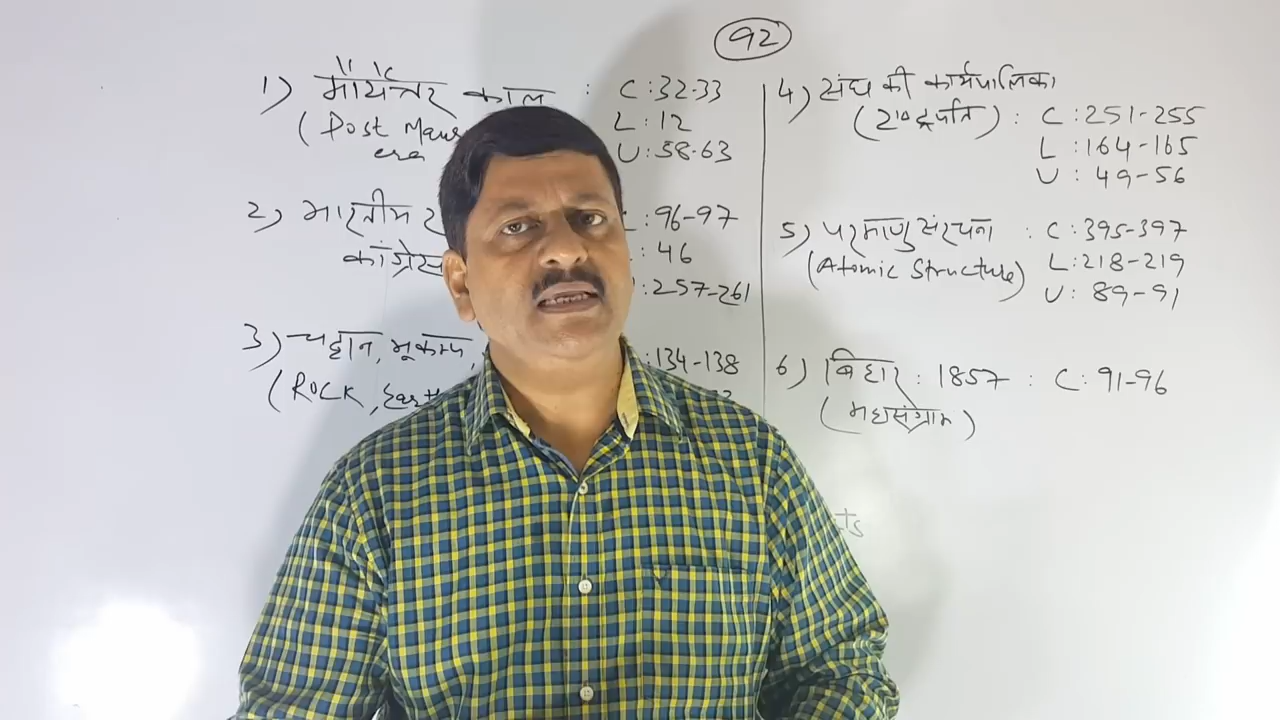 92
1) मौर्योत्तर काल : C:32-33
(Post Maur
era
L:12
U:58-63
2) भारतीय
कांग्रेस
:96-97
:46
:257-261
3) चट्टान, भूकम्प,
(Rock, Earth
:134-138
4) संघ की कार्यपालिका
(राष्ट्रपति) : C:251-255
L:164-165
U:49-56
5) परमाणु संरचना : C:395-397
(Atomic Structure) L:218-219
U:89-91
6) बिहार : 1857 : C:91-96
(महासंग्राम)